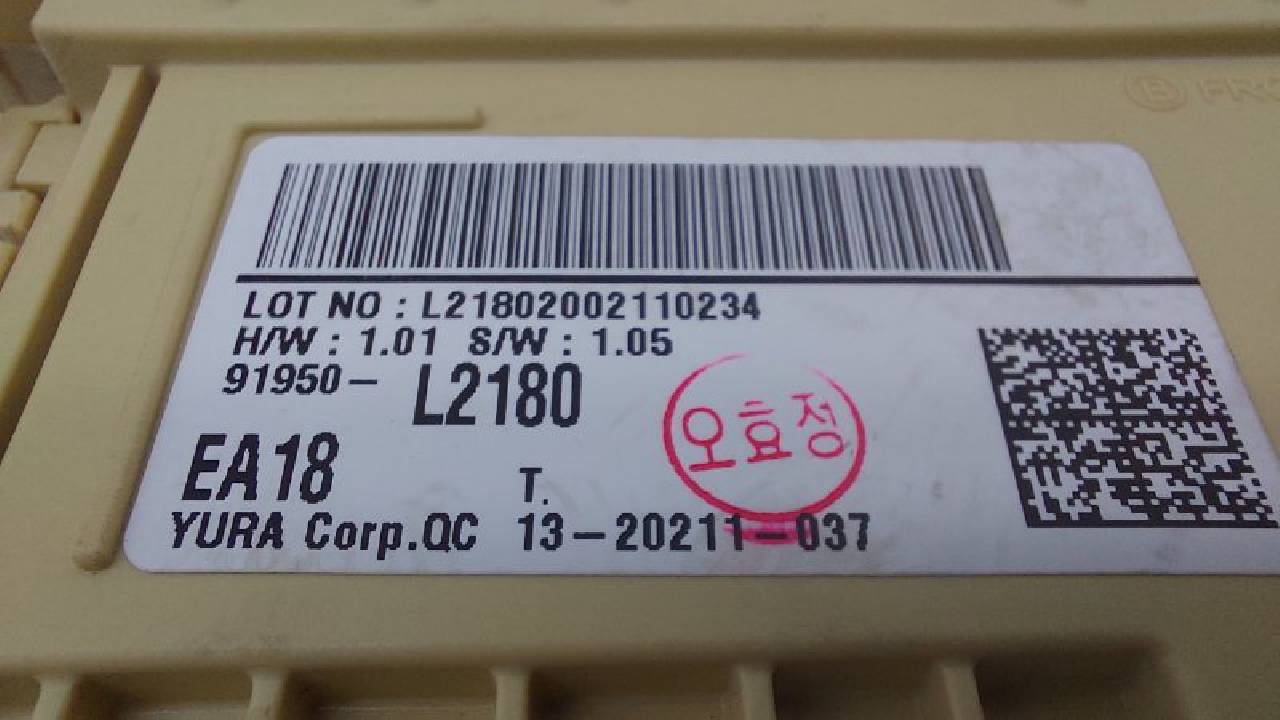 B FRO
LOT NO : L21802002110234
H/W : 1.01 S/W : 1.05
91950- L2180
오효정
EA18
T.
YURA Corp.QC 13-20211-037